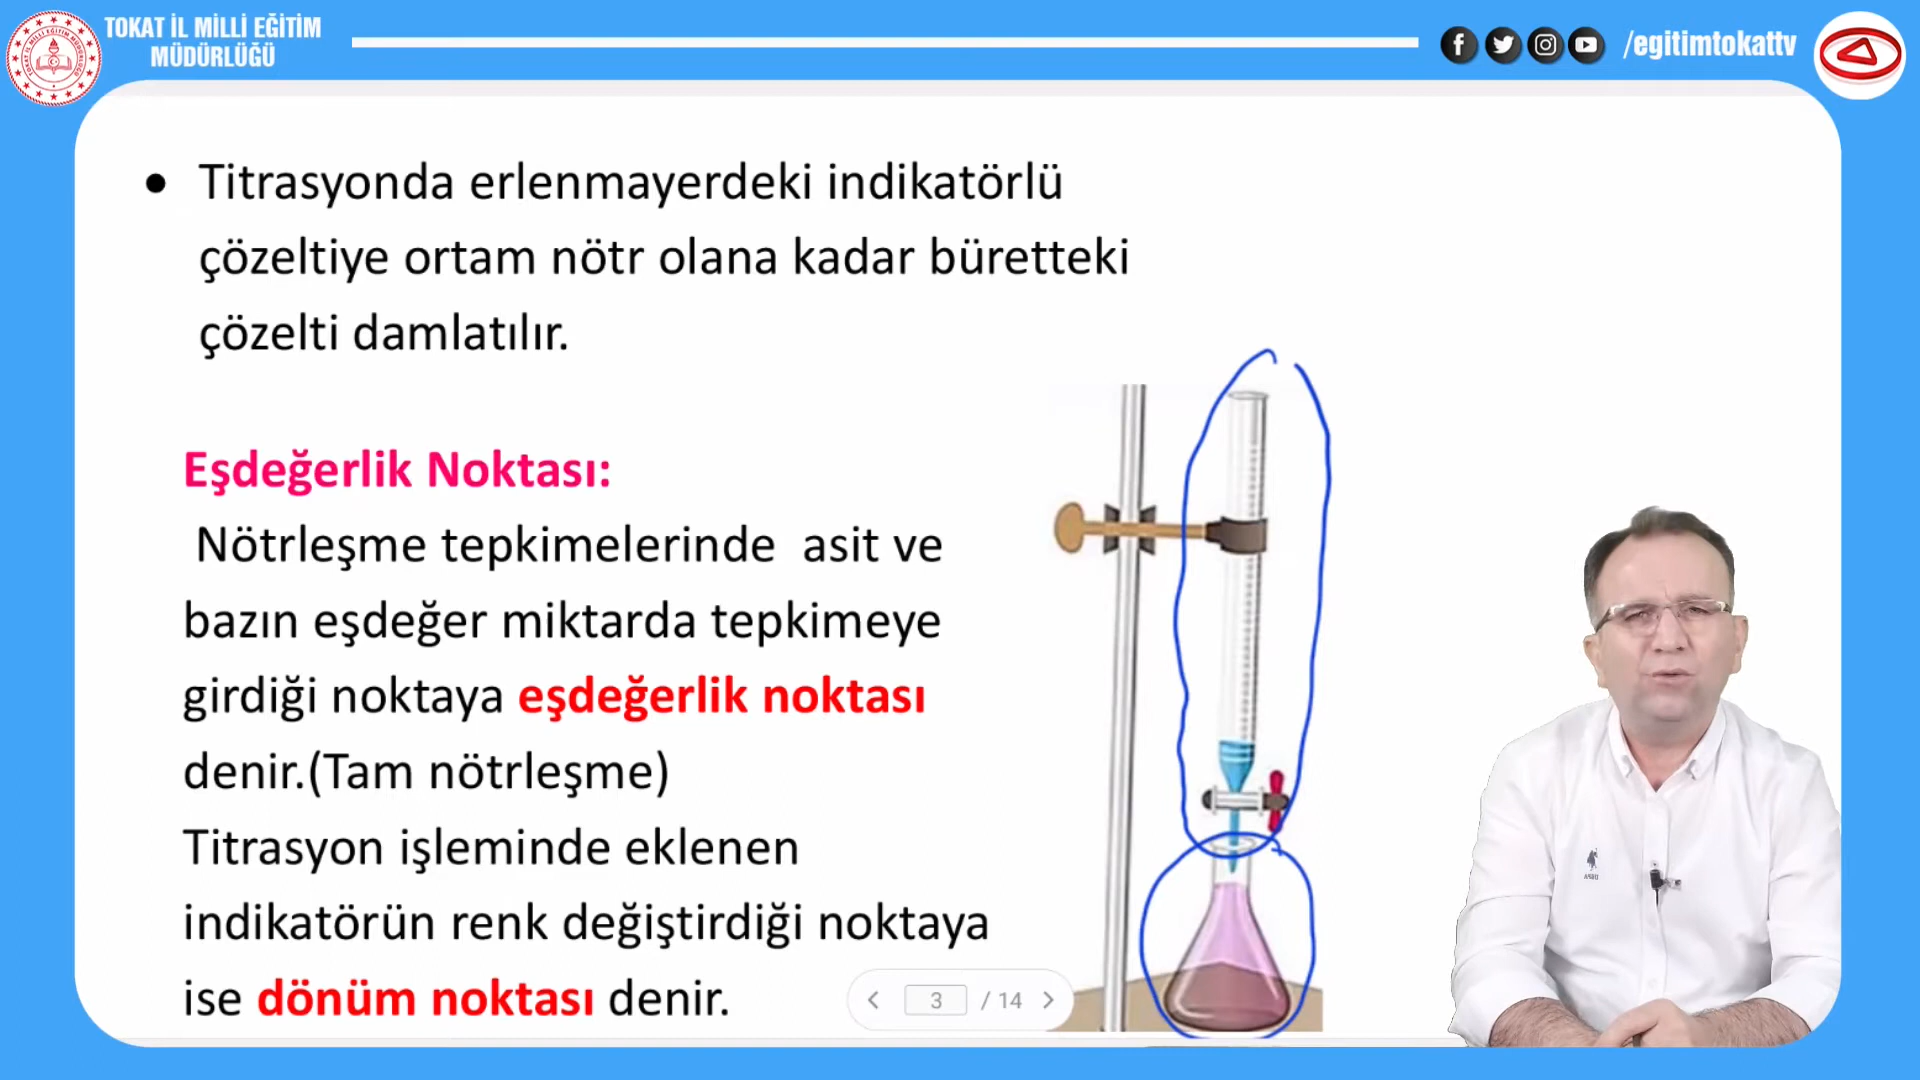 TOKAT İL MİLLİ EĞİTİM
MÜDÜRLÜĞÜ
/egitimtokattv
• Titrasyonda erlenmayerdeki indikatörlü
çözeltiye ortam nötr olana kadar büretteki
çözelti damlatılır.
Eşdeğerlik Noktası:
Nötrleşme tepkimelerinde asit ve
bazın eşdeğer miktarda tepkimeye
girdiği noktaya eşdeğerlik noktası
denir.(Tam nötrleşme)
Titrasyon işleminde eklenen
indikatörün renk değiştirdiği noktaya
ise dönüm noktası denir.
3 / 14